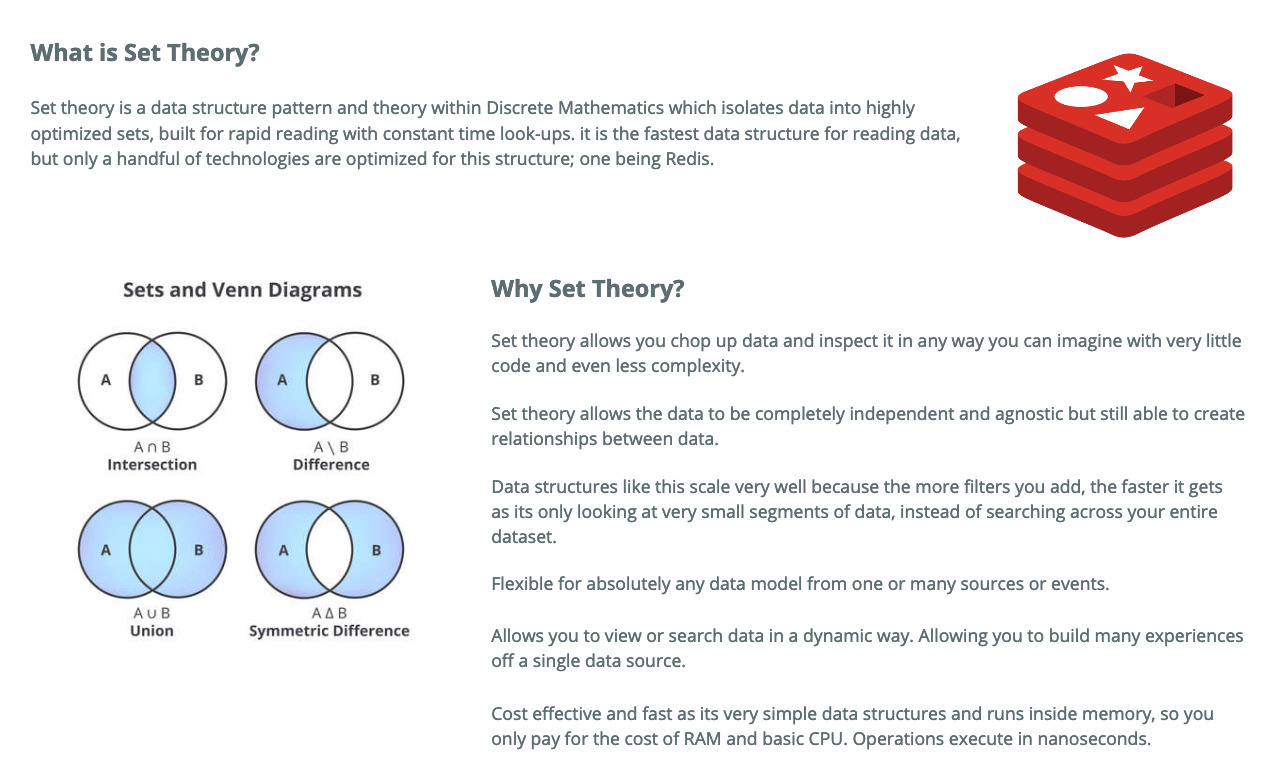 What is Set Theory?
Set theory is a data structure pattern and theory within Discrete Mathematics which isolates data into highly
optimized sets, built for rapid reading with constant time look-ups. it is the fastest data structure for reading data,
but only a handful of technologies are optimized for this structure; one being Redis.
Sets and Venn Diagrams
A B
A ∩ B
Intersection
A B
A \ B
Difference
A B
A ∪ B
Union
A B
A Δ B
Symmetric Difference
Why Set Theory?
Set theory allows you chop up data and inspect it in any way you can imagine with very little
code and even less complexity.
Set theory allows the data to be completely independent and agnostic but still able to create
relationships between data.
Data structures like this scale very well because the more filters you add, the faster it gets
as its only looking at very small segments of data, instead of searching across your entire
dataset.
Flexible for absolutely any data model from one or many sources or events.
Allows you to view or search data in a dynamic way. Allowing you to build many experiences
off a single data source.
Cost effective and fast as its very simple data structures and runs inside memory, so you
only pay for the cost of RAM and basic CPU. Operations execute in nanoseconds.